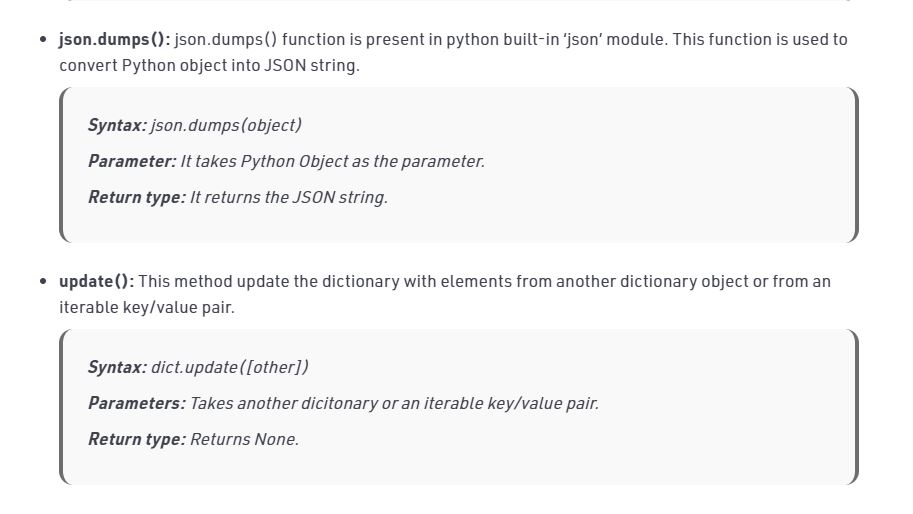 • json.dumps(): json.dumps() function is present in python built-in ‘json’ module. This function is used to
convert Python object into JSON string.
Syntax: json.dumps(object)
Parameter: It takes Python Object as the parameter.
Return type: It returns the JSON string.
• update(): This method update the dictionary with elements from another dictionary object or from an
iterable key/value pair.
Syntax: dict.update([other])
Parameters: Takes another dicitonary or an iterable key/value pair.
Return type: Returns None.